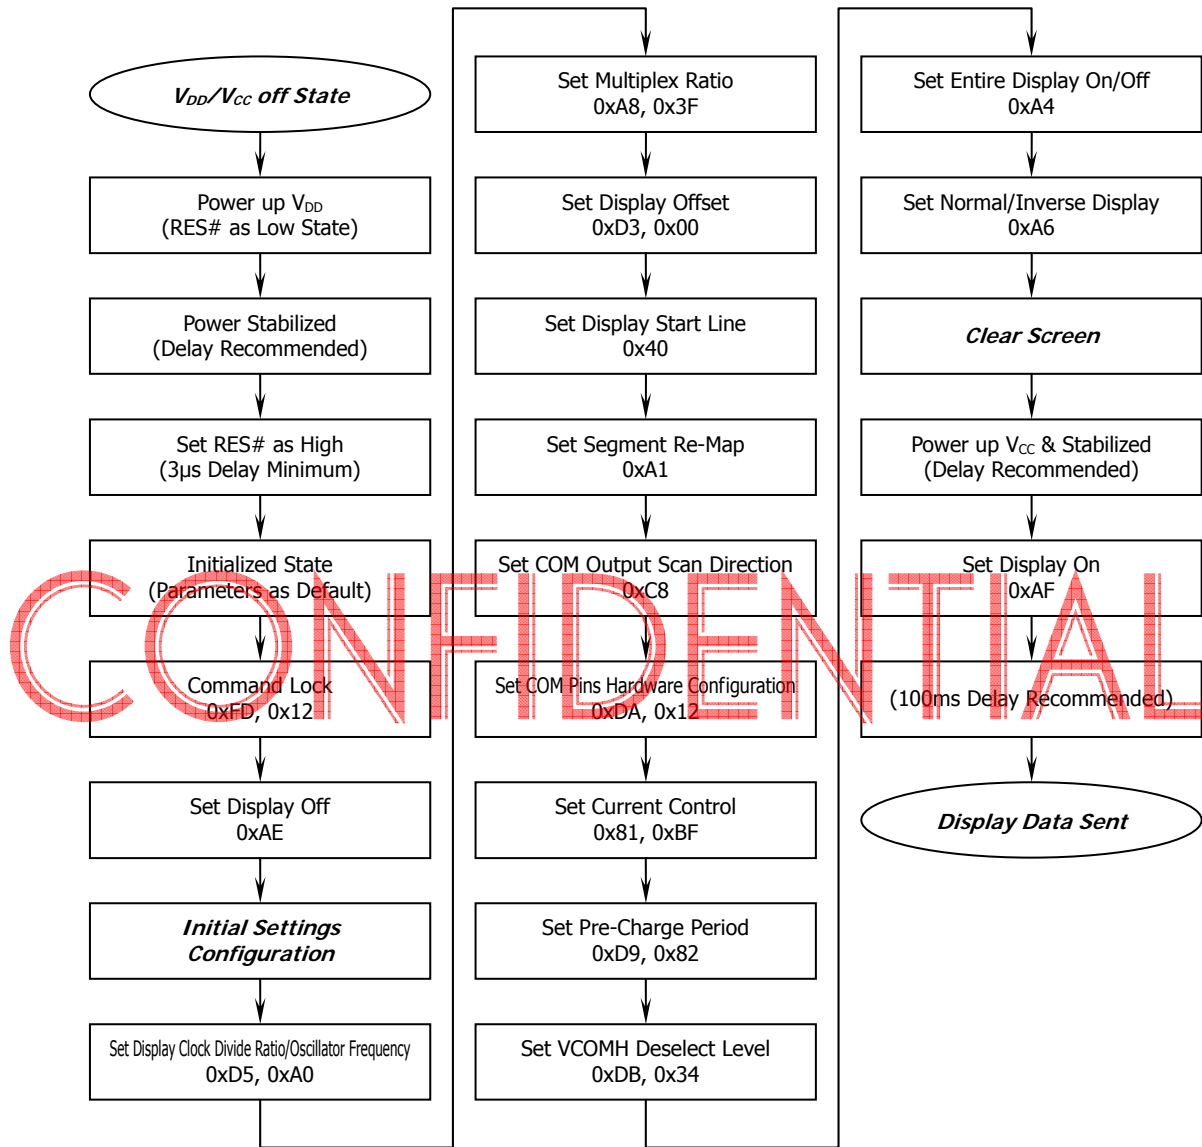 VDD/VCC off State
Power up VDD
(RES# as Low State)
Power Stabilized
(Delay Recommended)
Set RES# as High
(3µs Delay Minimum)
Initialized State
(Parameters as Default)
Command Lock
0xFD, 0x12
Set Display Off
0xAE
Initial Settings
Configuration
Set Display Clock Divide Ratio/Oscillator Frequency
0xD5, 0xA0
Set Multiplex Ratio
0xA8, 0x3F
Set Display Offset
0xD3, 0x00
Set Display Start Line
0x40
Set Segment Re-Map
0xA1
Set COM Output Scan Direction
0xC8
Set COM Pins Hardware Configuration
0xDA, 0x12
Set Current Control
0x81, 0xBF
Set Pre-Charge Period
0xD9, 0x82
Set VCOMH Deselect Level
0xDB, 0x34
Set Entire Display On/Off
0xA4
Set Normal/Inverse Display
0xA6
Clear Screen
Power up VCC & Stabilized
(Delay Recommended)
Set Display On
0xAF
(100ms Delay Recommended)
Display Data Sent
CONFIDENTIAL